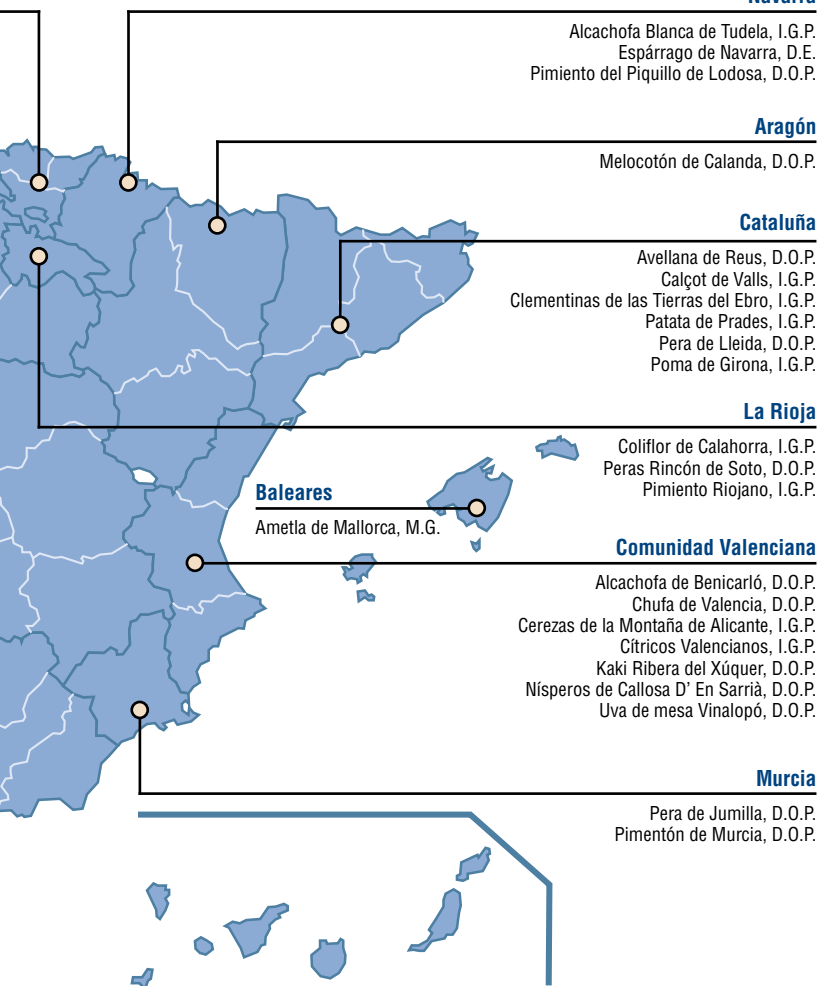 Navarra
Alcachofa Blanca de Tudela, I.G.P.
Espárrago de Navarra, D.E.
Pimiento del Piquillo de Lodosa, D.O.P.
Aragón
Melocotón de Calanda, D.O.P.
Cataluña
Avellana de Reus, D.O.P.
Calçot de Valls, I.G.P.
Clementinas de las Tierras del Ebro, I.G.P.
Patata de Prades, I.G.P.
Pera de Lleida, D.O.P.
Poma de Girona, I.G.P.
La Rioja
Coliflor de Calahorra, I.G.P.
Peras Rincón de Soto, D.O.P.
Pimiento Riojano, I.G.P.
Baleares
Ametla de Mallorca, M.G.
Comunidad Valenciana
Alcachofa de Benicarló, D.O.P.
Chufa de Valencia, D.O.P.
Cerezas de la Montaña de Alicante, I.G.P.
Cítricos Valencianos, I.G.P.
Kaki Ribera del Xúquer, D.O.P.
Nísperos de Callosa D' En Sarrià, D.O.P.
Uva de mesa Vinalopó, D.O.P.
Murcia
Pera de Jumilla, D.O.P.
Pimentón de Murcia, D.O.P.